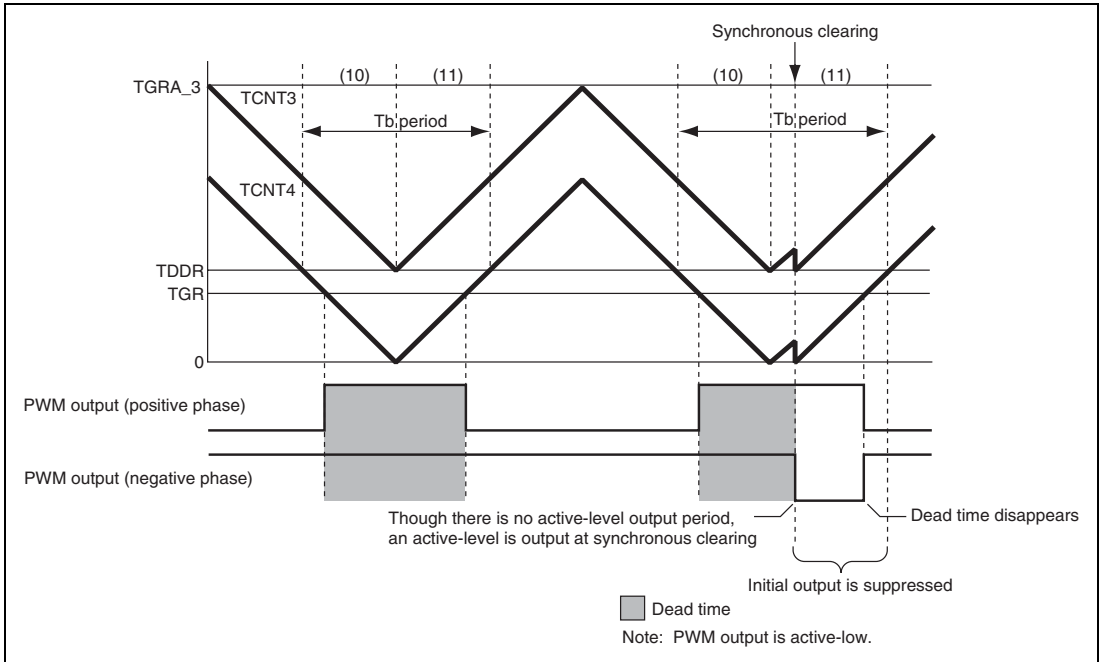 Synchronous clearing
(10) (11) (10) (11)
TGRA_3
TCNT3
Tb period Tb period
TCNT4
TDDR
TGR
0
PWM output (positive phase)
PWM output (negative phase)
Though there is no active-level output period,
an active-level is output at synchronous clearing
Dead time disappears
Initial output is suppressed
Dead time
Note: PWM output is active-low.